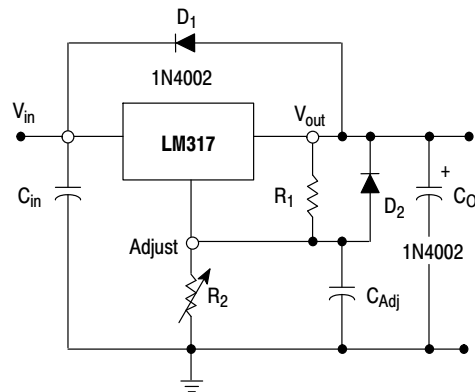 D1
1N4002
Vin
Vout
LM317
Cin
R1
D2
+
CO
1N4002
Adjust
R2
CAdj